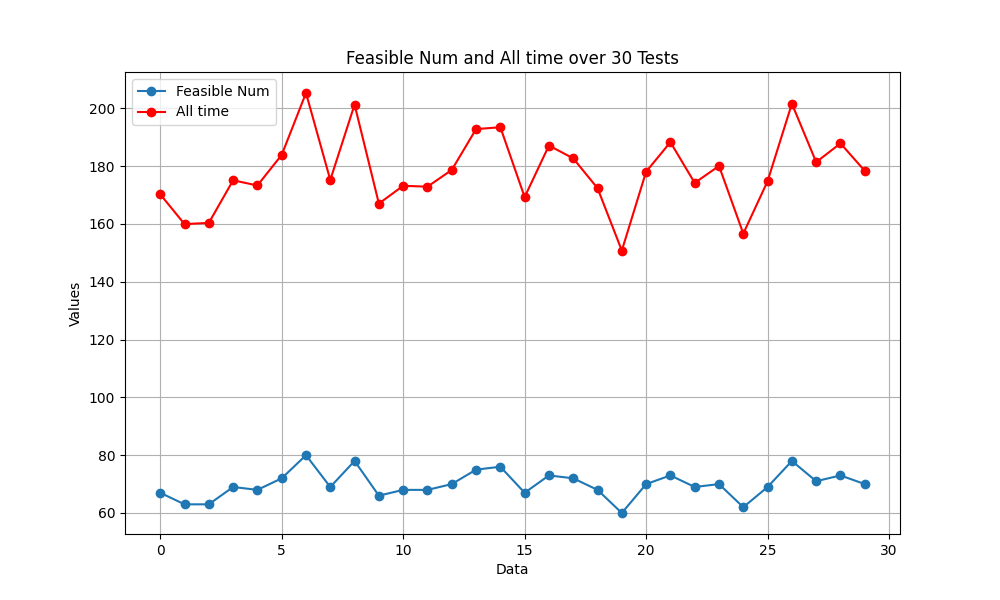 Feasible Num and All time over 30 Tests
Feasible Num
All time
200
180
160
140
120
100
80
60
Values
0 5 10 15 20 25 30
Data